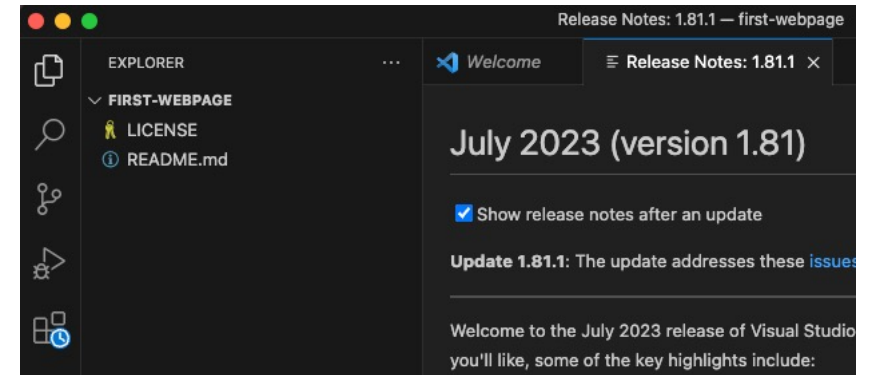 Release Notes: 1.81.1 — first-webpage
EXPLORER
Welcome
Release Notes: 1.81.1
FIRST-WEBPAGE
LICENSE
README.md
July 2023 (version 1.81)
Show release notes after an update
Update 1.81.1: The update addresses these issues
Welcome to the July 2023 release of Visual Studio
you'll like, some of the key highlights include: